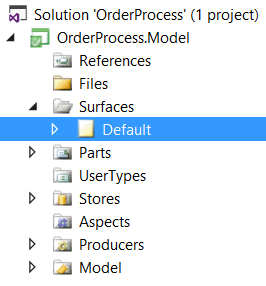 Solution 'OrderProcess' (1 project)
OrderProcess.Model
References
Files
Surfaces
Default
Parts
UserTypes
Stores
Aspects
Producers
Model